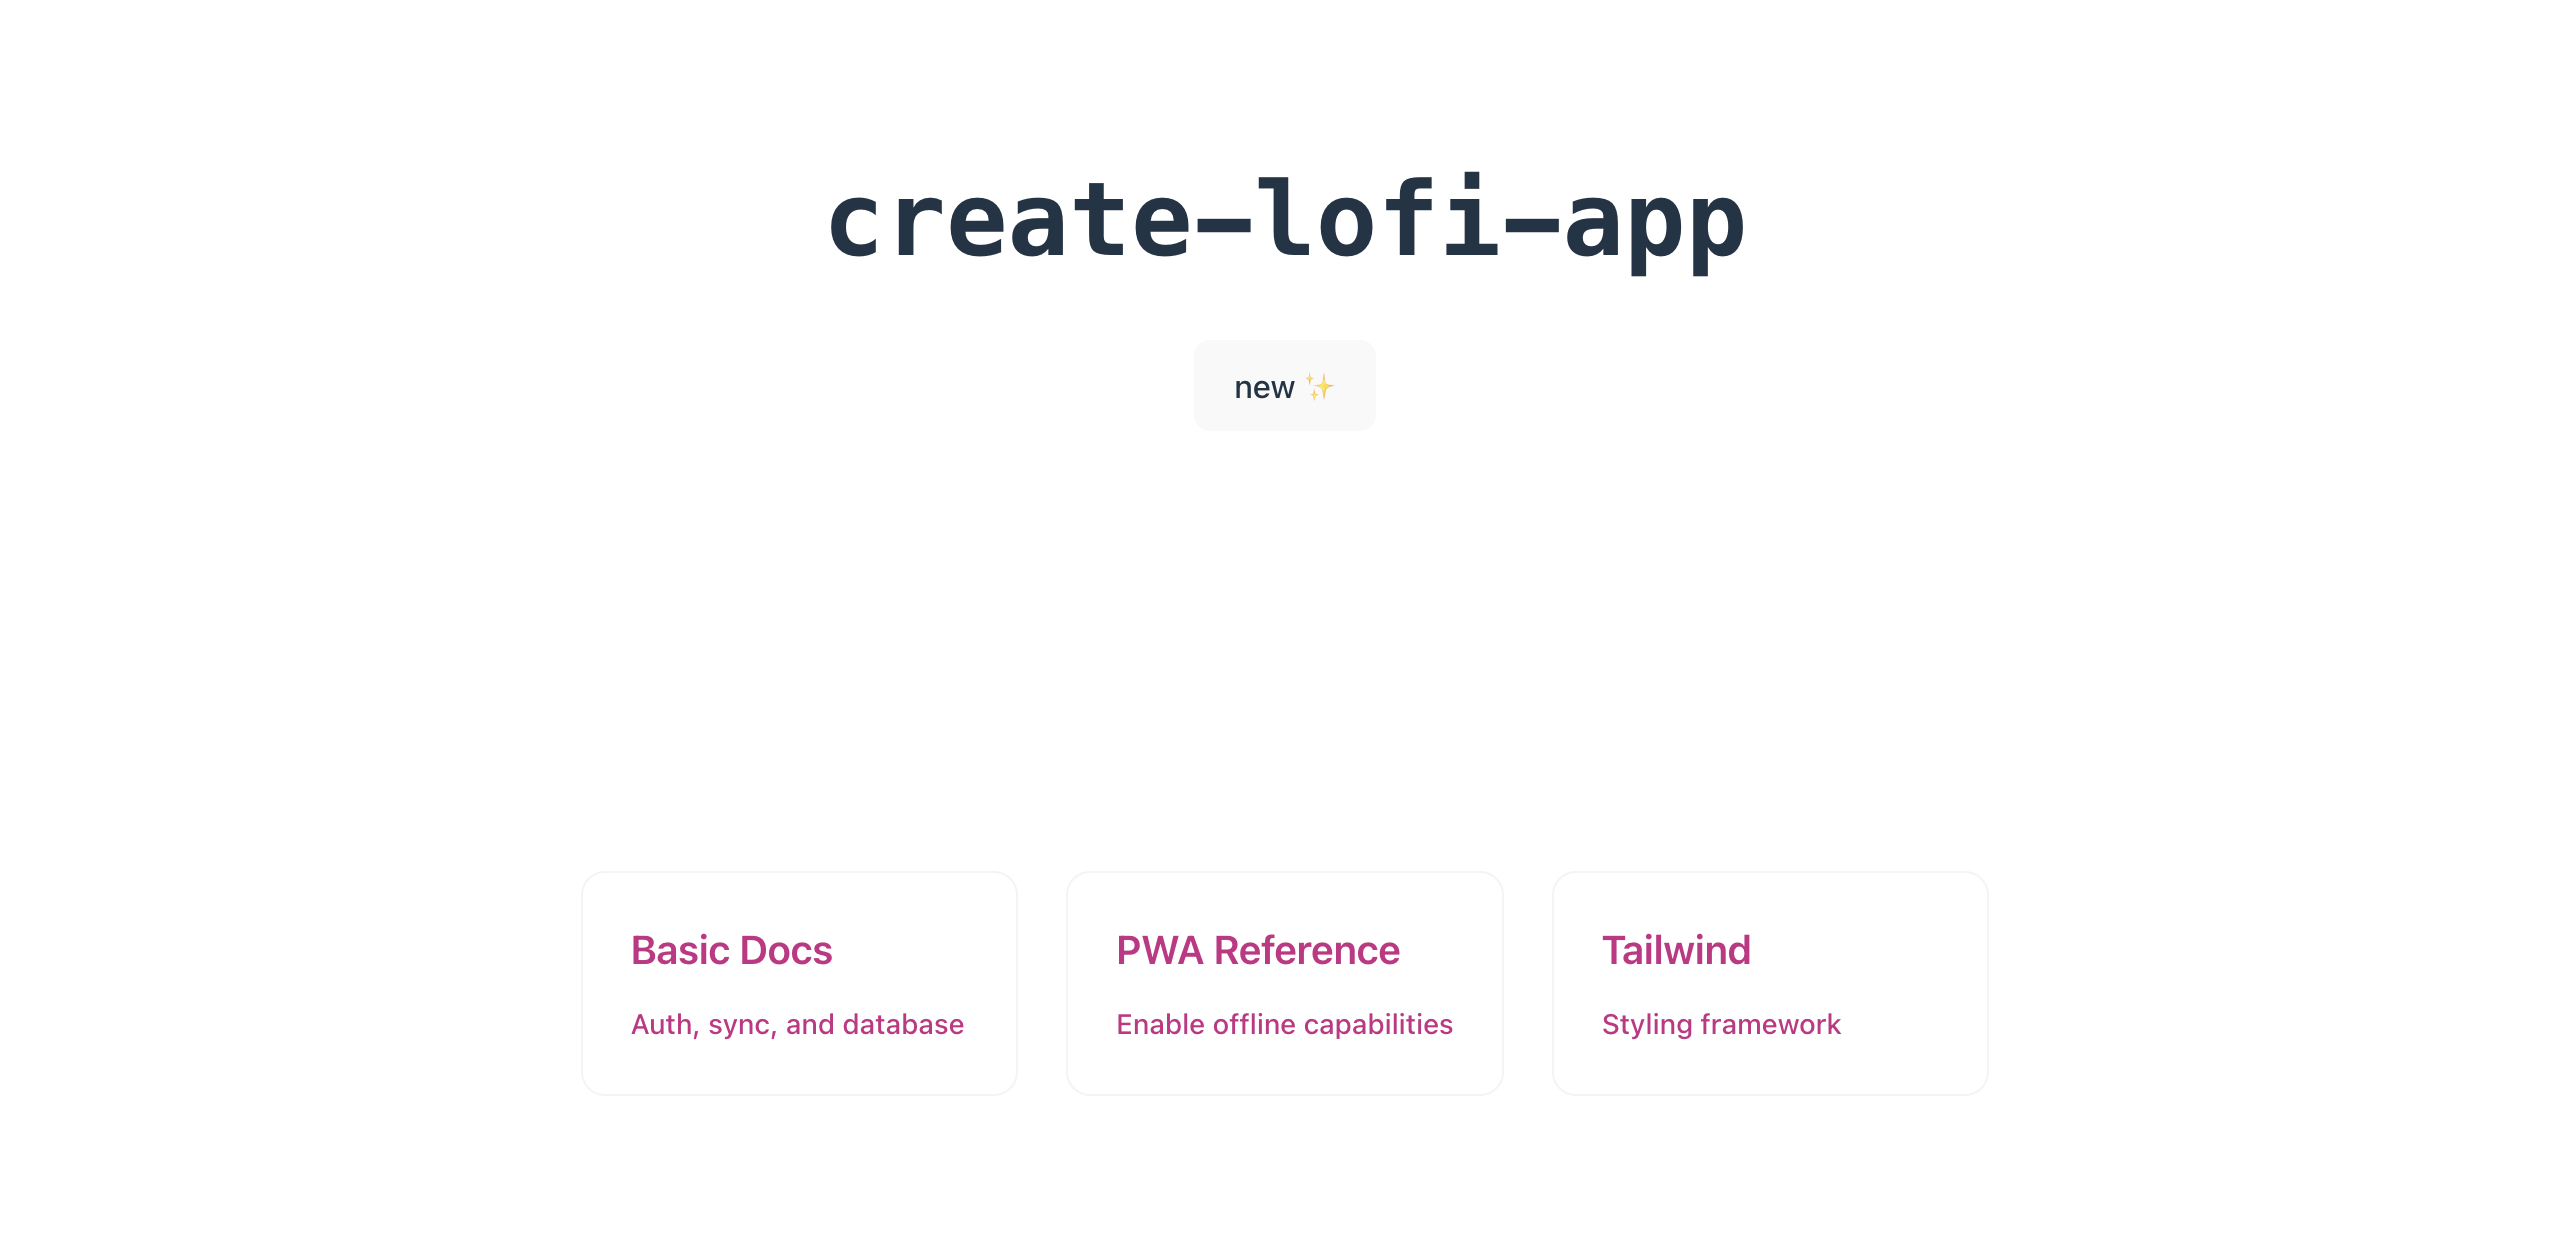 create-lofi-app
new ✨
Basic Docs
Auth, sync, and database
PWA Reference
Enable offline capabilities
Tailwind
Styling framework